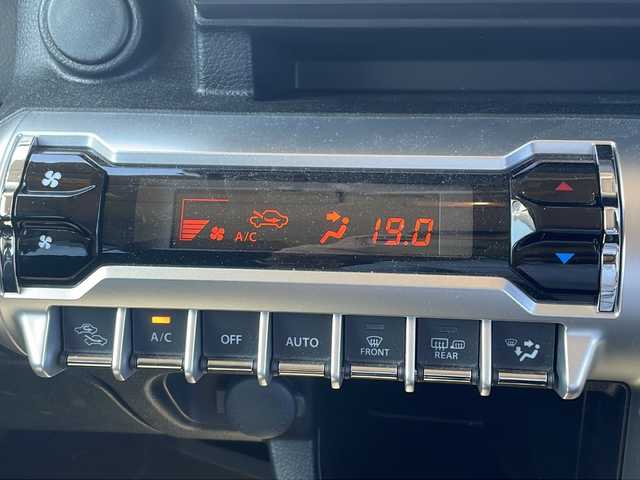 A/C 19.0
A/C OFF AUTO FRONT REAR